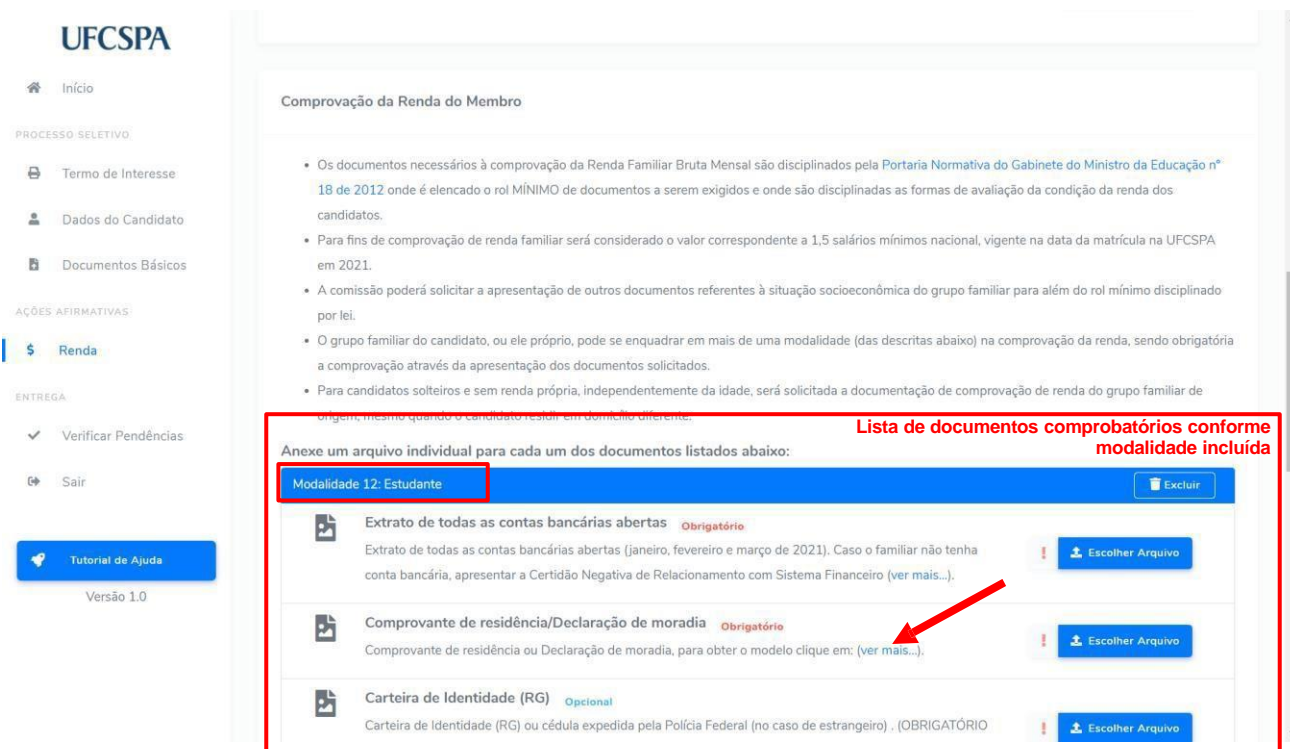 UFCSPA
Início
PROCESSO SELETIVO
Termo de Interesse
Dados do Candidato
Documentos Básicos
AÇÕES AFIRMATIVAS
$ Renda
ENTREGA
Verificar Pendências
Sair
Tutorial de Ajuda
Versão 1.0
Comprovação da Renda do Membro
• Os documentos necessários à comprovação da Renda Familiar Bruta Mensal são disciplinados pela Portaria Normativa do Gabinete do Ministro da Educação nº
18 de 2012 onde é elencado o rol MÍNIMO de documentos a serem exigidos e onde são disciplinadas as formas de avaliação da condição da renda dos
candidatos.
• Para fins de comprovação de renda familiar será considerado o valor correspondente a 1,5 salários mínimos nacional, vigente na data da matrícula na UFCSPA
em 2021.
• A comissão poderá solicitar a apresentação de outros documentos referentes à situação socioeconômica do grupo familiar para além do rol mínimo disciplinado
por lei.
• O grupo familiar do candidato, ou ele próprio, pode se enquadrar em mais de uma modalidade (das descritas abaixo) na comprovação da renda, sendo obrigatória
a comprovação através da apresentação dos documentos solicitados.
• Para candidatos solteiros e sem renda própria, independentemente da idade, será solicitada a documentação de comprovação de renda do grupo familiar de
origem, mesmo quando o candidato residir em domicílio diferente.
Lista de documentos comprobatórios conforme
modalidade incluída
Anexe um arquivo individual para cada um dos documentos listados abaixo:
Modalidade 12: Estudante
Excluir
Extrato de todas as contas bancárias abertas Obrigatório
Extrato de todas as contas bancárias abertas (janeiro, fevereiro e março de 2021). Caso o familiar não tenha
conta bancária, apresentar a Certidão Negativa de Relacionamento com Sistema Financeiro (ver mais...).
! Escolher Arquivo
Comprovante de residência/Declaração de moradia Obrigatório
Comprovante de residência ou Declaração de moradia, para obter o modelo clique em: (ver mais...).
! Escolher Arquivo
Carteira de Identidade (RG) Opcional
Carteira de Identidade (RG) ou cédula expedida pela Polícia Federal (no caso de estrangeiro) . (OBRIGATÓRIO
! Escolher Arquivo